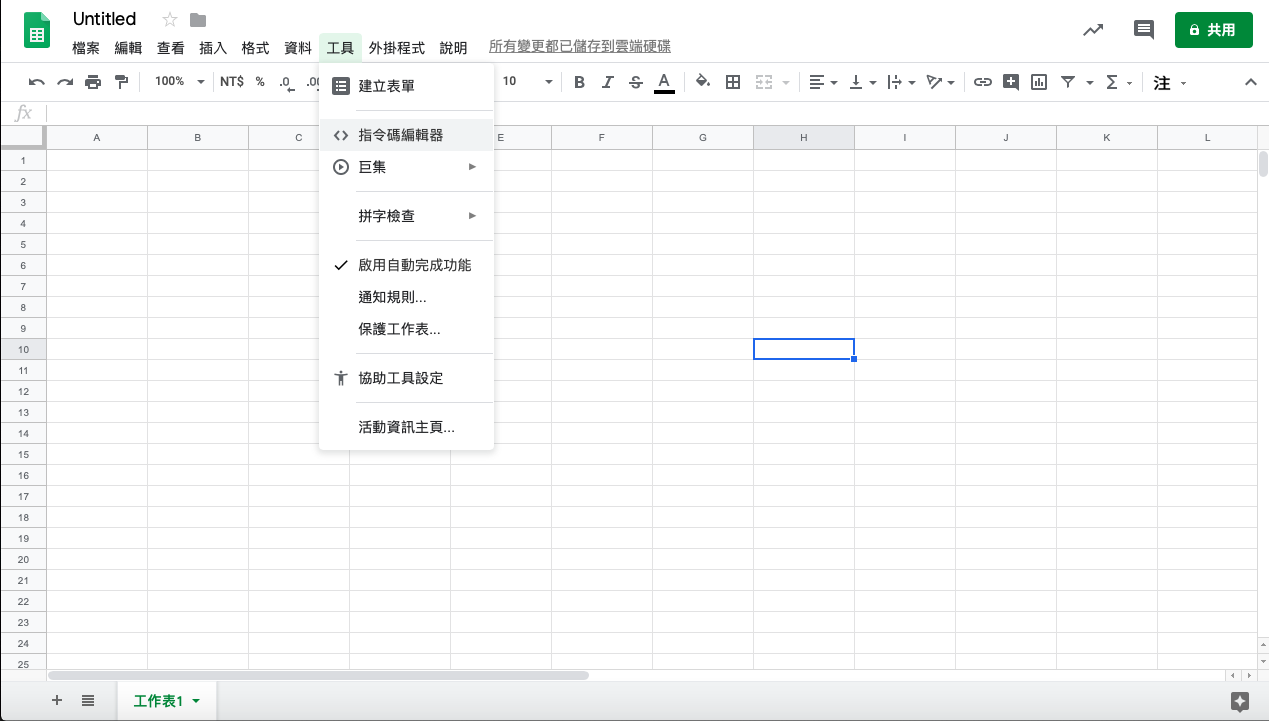 Untitled
檔案 編輯 查看 插入 格式 資料 工具 外掛程式 說明 所有變更都已儲存到雲端硬碟
共用
100% NT$ % .0 .00 10 B I S A 注
fx
建立表單
指令碼編輯器
巨集
拼字檢查
啟用自動完成功能
通知規則...
保護工作表...
協助工具設定
活動資訊主頁...
A B C E F G H I J K L
1
2
3
4
5
6
7
8
9
10
11
12
13
14
15
16
17
18
19
20
21
22
23
24
25
工作表1